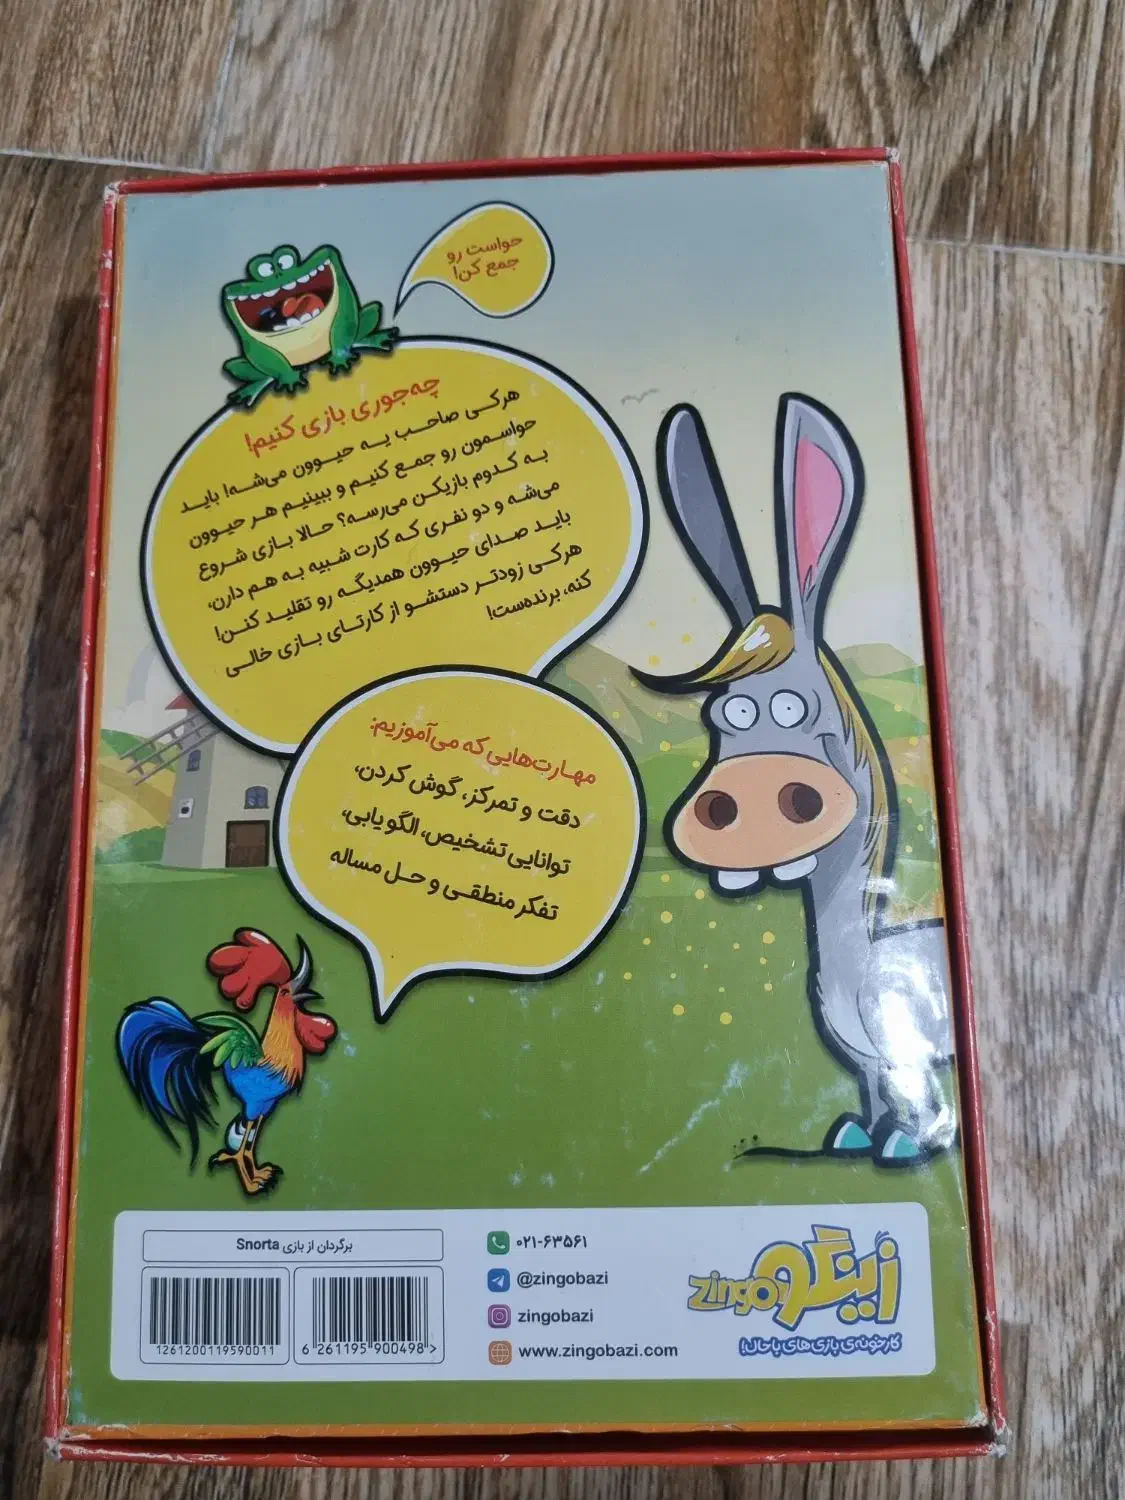 حواست رو
جمع کن!
چه‌جوری بازی کنیم!
هرکی صاحب یه حیوون می‌شه! باید
حواسمون رو جمع کنیم و ببینیم هر حیوون
به کدوم بازیکن می‌رسه؟ حالا بازی شروع
می‌شه و دو نفری که کارت شبیه به هم دارن،
باید صدای حیوون همدیگه رو تقلید کنن!
هرکی زودتر دستشو از کارتای بازی خالی
کنه، برنده‌ست!
مهارت‌هایی که می‌آموزیم:
دقت و تمرکز، گوش کردن،
توانایی تشخیص، الگو یابی،
تفکر منطقی و حل مساله
برگردان از بازی Snorta
1261200119590011
6 261195 900498 >
۰۲۱-۶۳۵۶۱
@zingobazi
zingobazi
www.zingobazi.com
زینگو
zingo
کارخونه‌ی بازی‌های باحال!